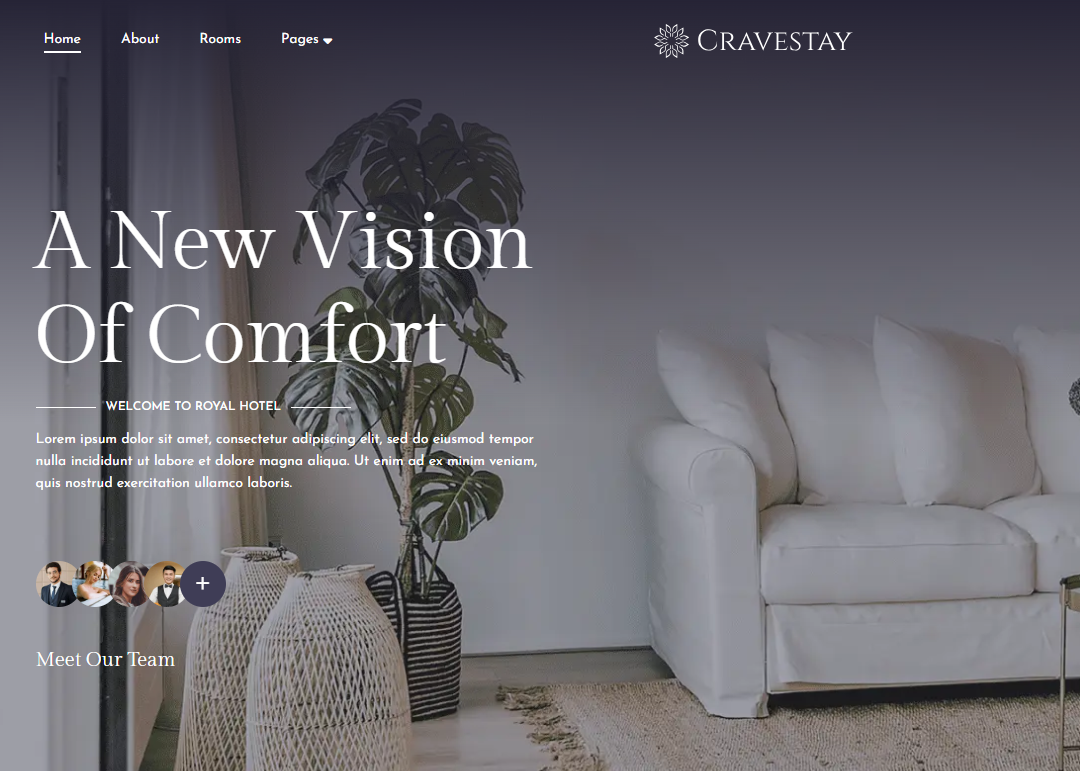 Home About Rooms Pages
CRAVESTAY
A New Vision
Of Comfort
WELCOME TO ROYAL HOTEL
Lorem ipsum dolor sit amet, consectetur adipiscing elit, sed do eiusmod tempor
nulla incididunt ut labore et dolore magna aliqua. Ut enim ad ex minim veniam,
quis nostrud exercitation ullamco laboris.
+
Meet Our Team